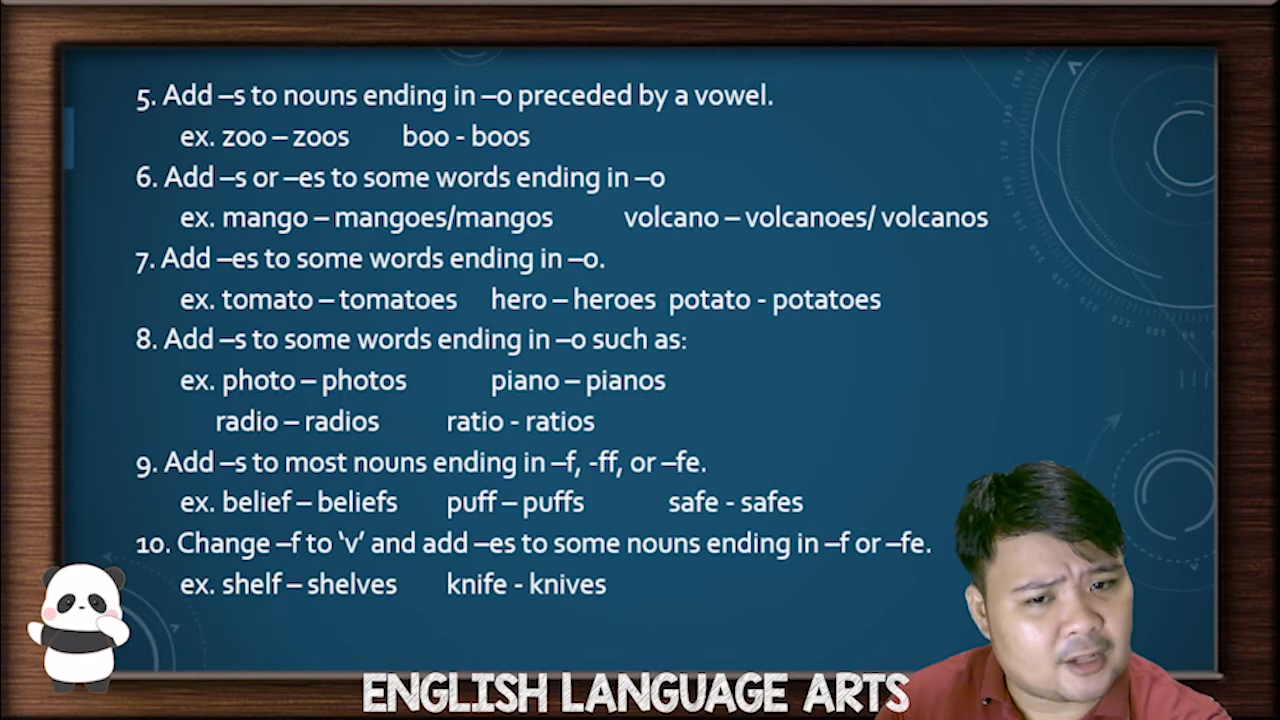 5. Add –s to nouns ending in –o preceded by a vowel.
ex. zoo – zoos boo - boos
6. Add –s or –es to some words ending in –o
ex. mango – mangoes/mangos volcano – volcanoes/ volcanos
7. Add –es to some words ending in –o.
ex. tomato – tomatoes hero – heroes potato - potatoes
8. Add –s to some words ending in –o such as:
ex. photo – photos piano – pianos
radio – radios ratio - ratios
9. Add –s to most nouns ending in –f, -ff, or –fe.
ex. belief – beliefs puff – puffs safe - safes
10. Change –f to ‘v’ and add –es to some nouns ending in –f or –fe.
ex. shelf – shelves knife - knives
ENGLISH LANGUAGE ARTS